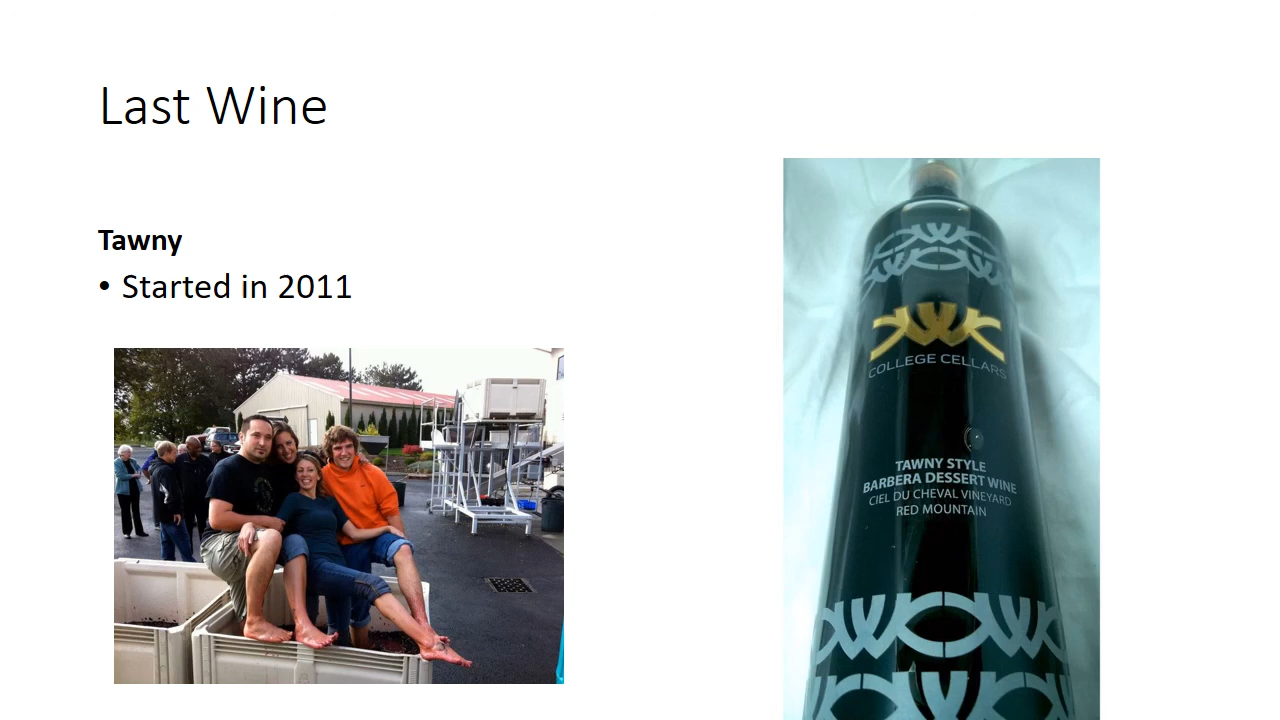 Last Wine
Tawny
• Started in 2011
COLLEGE CELLARS
TAWNY STYLE
BARBERA DESSERT WINE
CIEL DU CHEVAL VINEYARD
RED MOUNTAIN